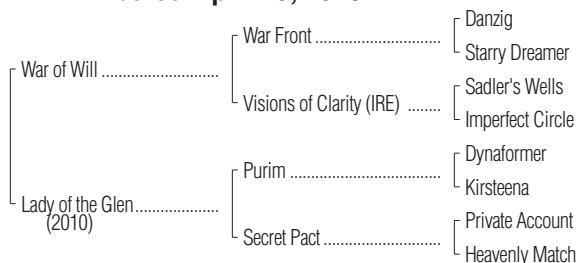 War Front ........................... Danzig
Starry Dreamer
War of Will .........................
Visions of Clarity (IRE) ........ Sadler's Wells
Imperfect Circle
Purim ................................ Dynaformer
Kirsteena
Lady of the Glen..................
(2010)
Secret Pact ....................... Private Account
Heavenly Match